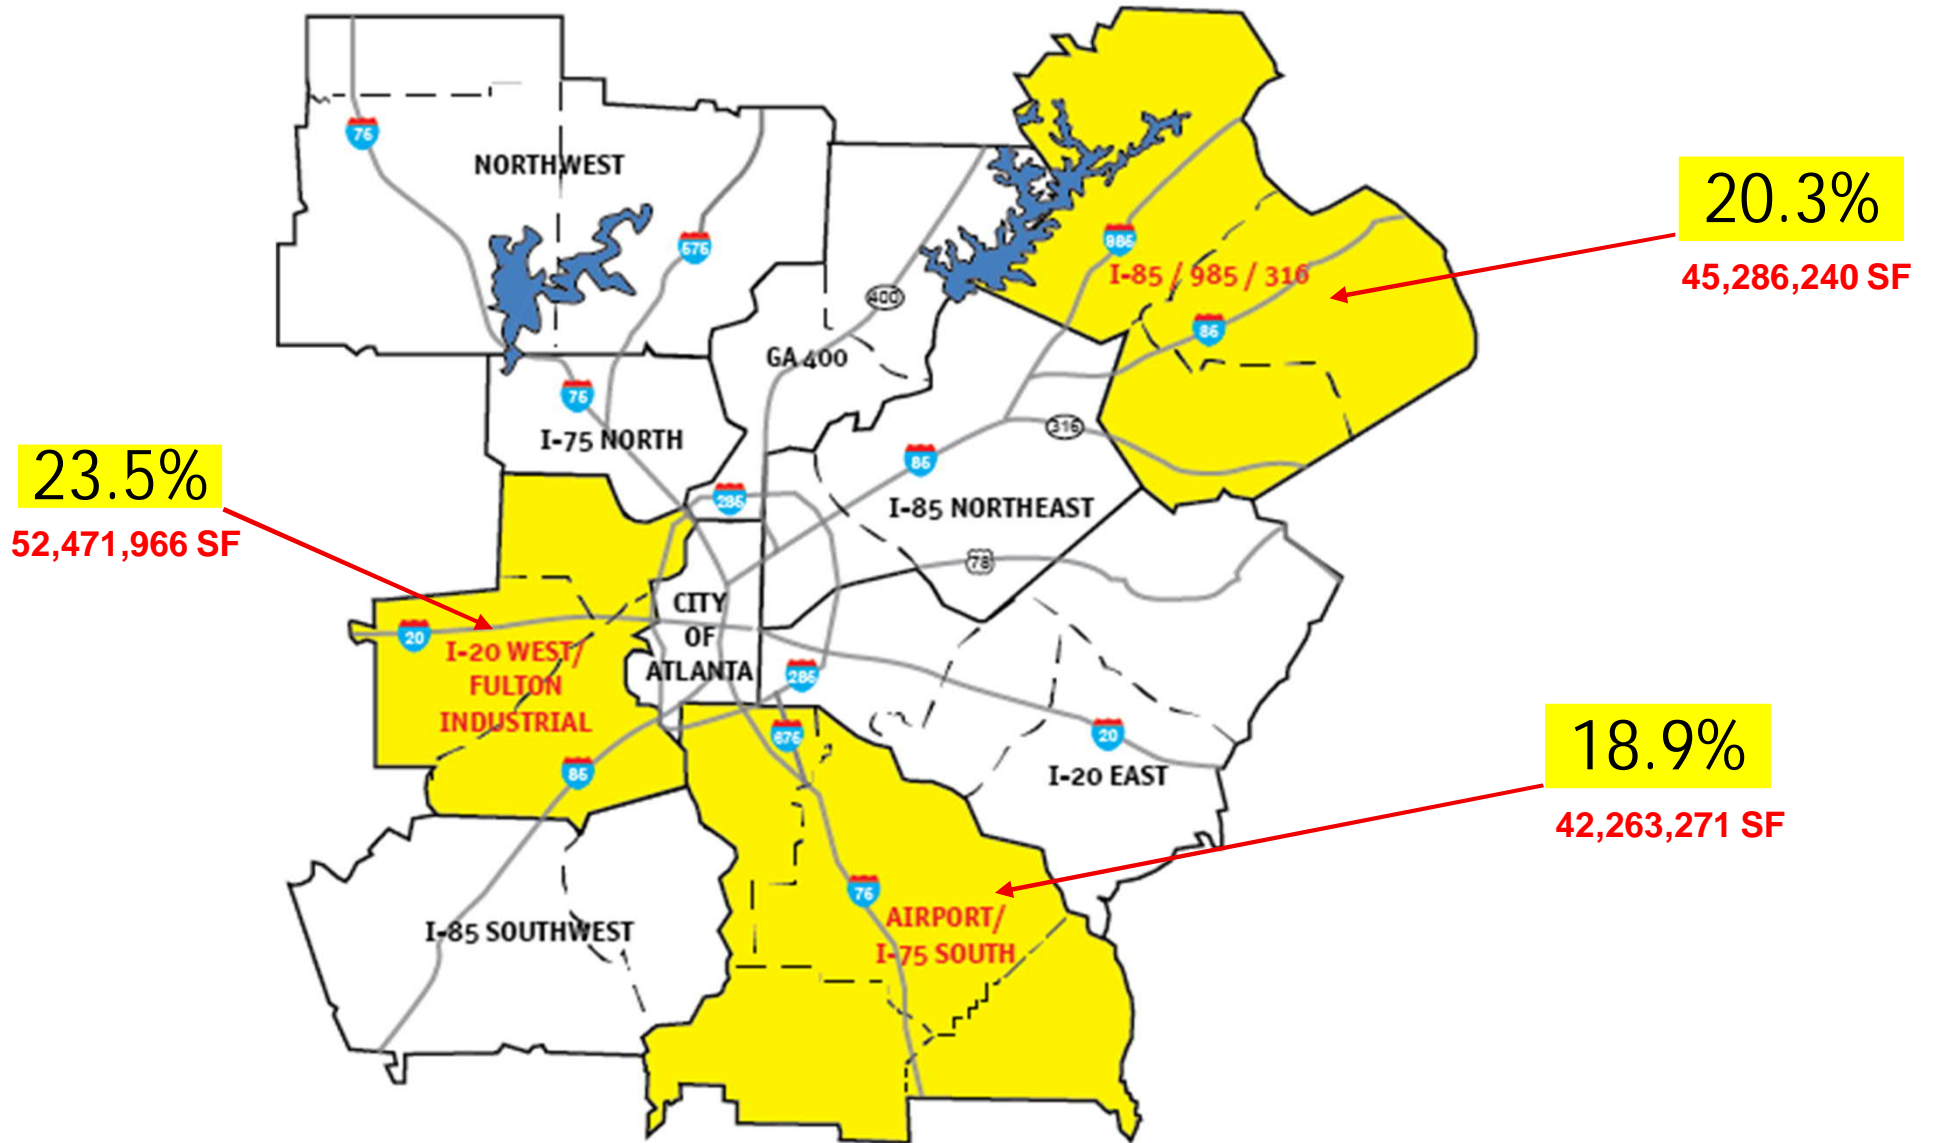 75
NORTHWEST
575
985
I-85 / 985 / 316
85
400
GA 400
20.3%
45,286,240 SF
75
I-75 NORTH
316
85
I-85 NORTHEAST
285
78
23.5%
52,471,966 SF
20
I-20 WEST/
FULTON
INDUSTRIAL
CITY
OF
ATLANTA
285
675
85
20
I-20 EAST
18.9%
42,263,271 SF
75
AIRPORT/
I-75 SOUTH
I-85 SOUTHWEST